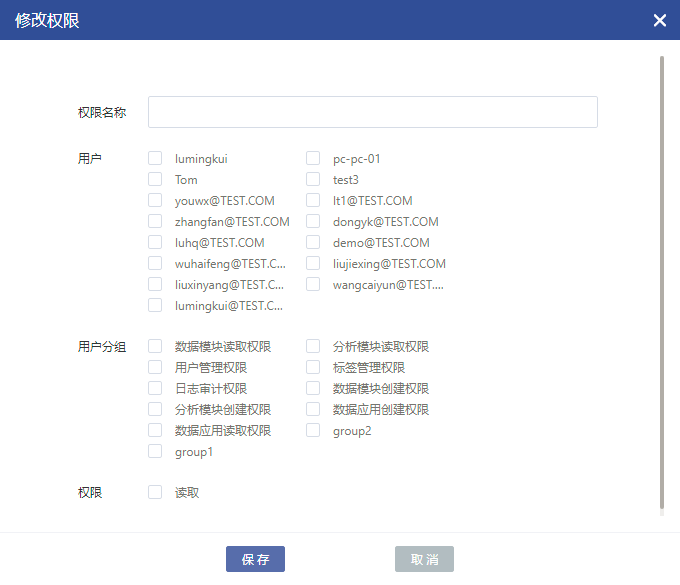 修改权限
权限名称
用户 lumingkui pc-pc-01
Tom test3
youwx@TEST.COM lt1@TEST.COM
zhangfan@TEST.COM dongyk@TEST.COM
luhq@TEST.COM demo@TEST.COM
wuhaifeng@TEST.C... liujiexing@TEST.COM
liuxinyang@TEST.C... wangcaiyun@TEST....
lumingkui@TEST.C...
用户分组 数据模块读取权限 分析模块读取权限
用户管理权限 标签管理权限
日志审计权限 数据模块创建权限
分析模块创建权限 数据应用创建权限
数据应用读取权限 group2
group1
权限 读取
保存 取消